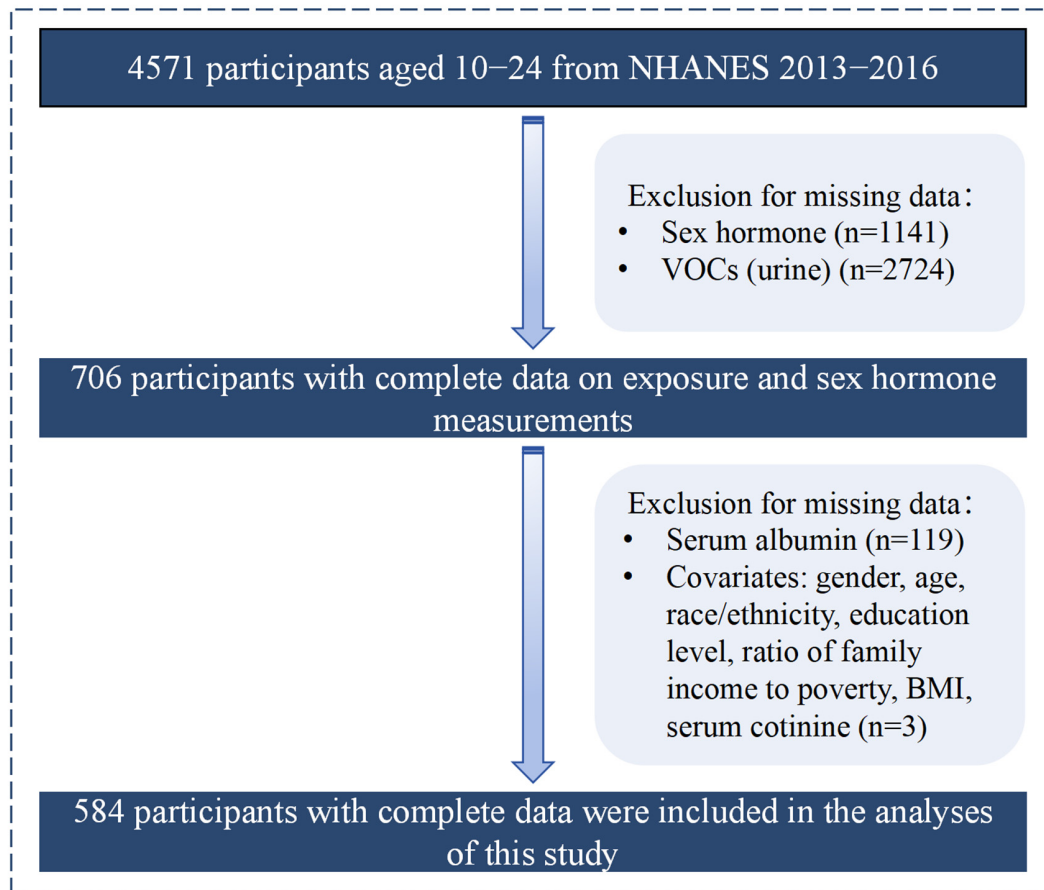 4571 participants aged 10−24 from NHANES 2013−2016
Exclusion for missing data：
• Sex hormone (n=1141)
• VOCs (urine) (n=2724)
706 participants with complete data on exposure and sex hormone
measurements
Exclusion for missing data：
• Serum albumin (n=119)
• Covariates: gender, age,
race/ethnicity, education
level, ratio of family
income to poverty, BMI,
serum cotinine (n=3)
584 participants with complete data were included in the analyses
of this study